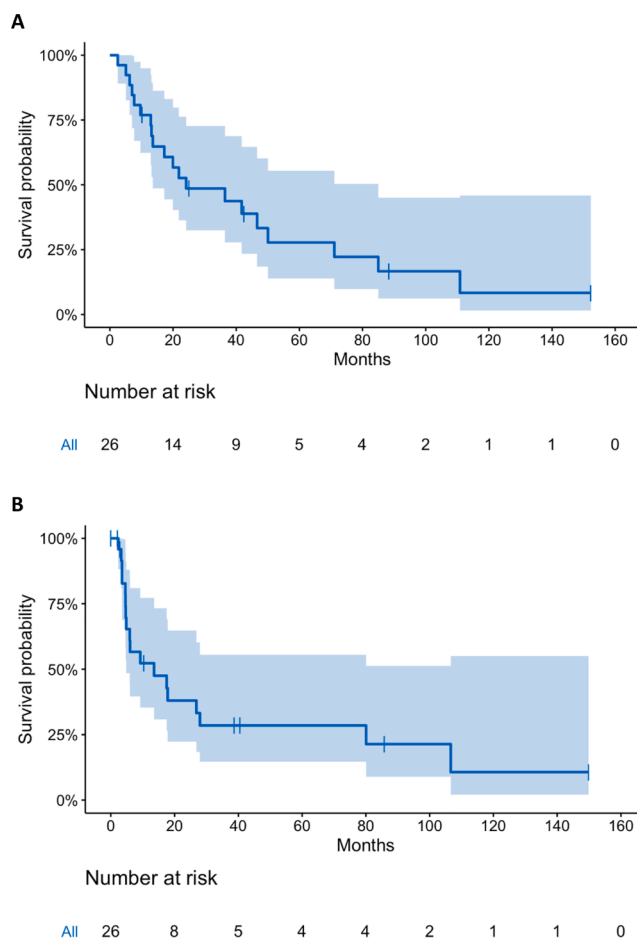 A
100%
75%
50%
25%
0%
Survival probability
0 20 40 60 80 100 120 140 160
Months
Number at risk
All 26 14 9 5 4 2 1 1 0
B
100%
75%
50%
25%
0%
Survival probability
0 20 40 60 80 100 120 140 160
Months
Number at risk
All 26 8 5 4 4 2 1 1 0